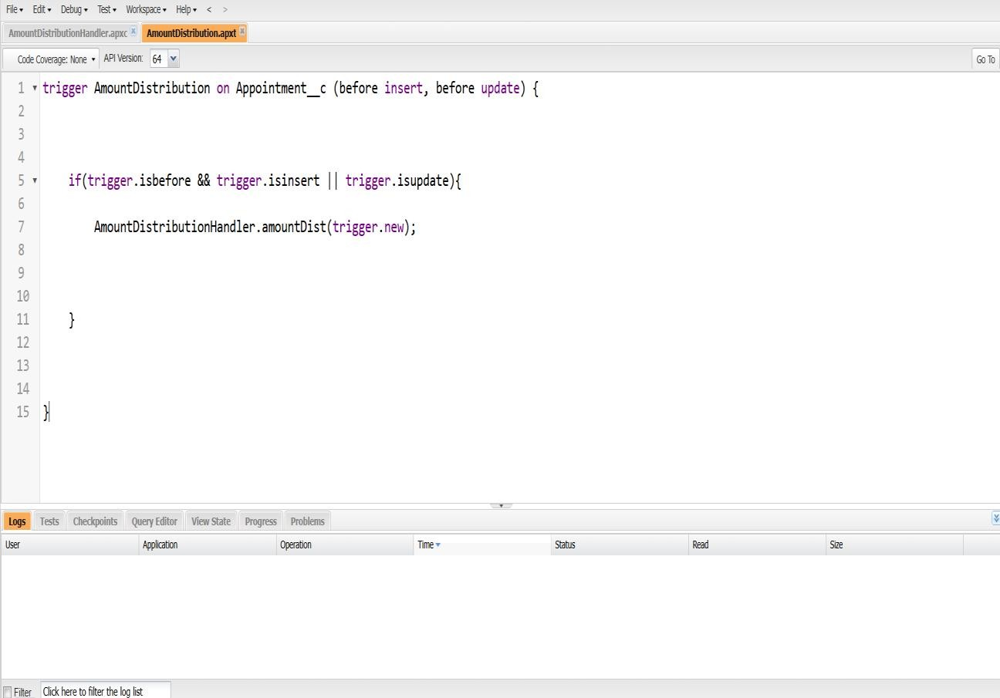 File Edit Debug Test Workspace Help < >
AmountDistributionHandler.apxc AmountDistribution.apxt
Code Coverage: None API Version: 64 Go To
1 trigger AmountDistribution on Appointment__c (before insert, before update) {
2
3
4
5 if(trigger.isbefore && trigger.isinsert || trigger.isupdate){
6
7 AmountDistributionHandler.amountDist(trigger.new);
8
9
10
11 }
12
13
14
15 }
Logs Tests Checkpoints Query Editor View State Progress Problems
User Application Operation Time Status Read Size
Filter Click here to filter the log list